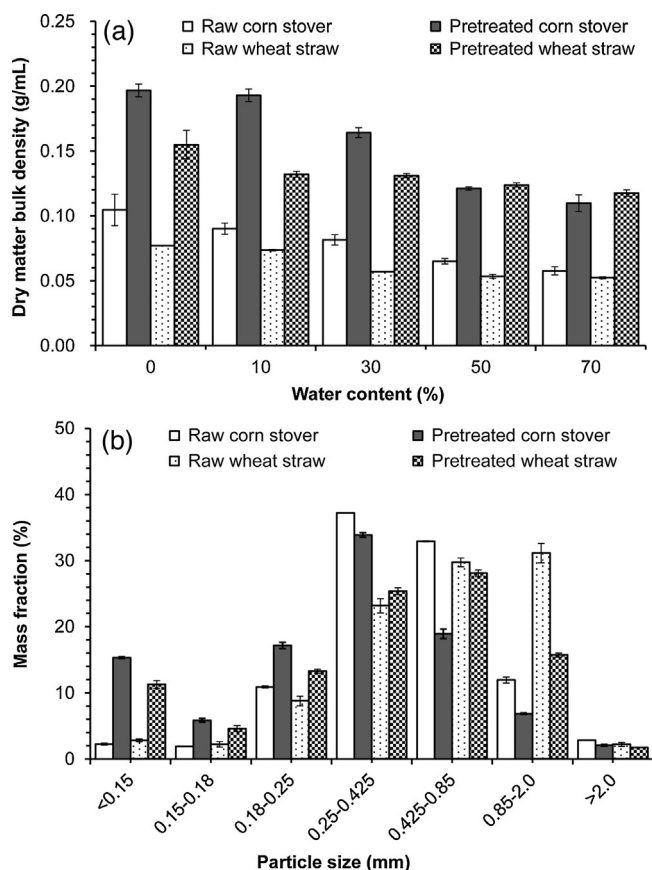 (a)
Raw corn stover
Pretreated corn stover
Raw wheat straw
Pretreated wheat straw
Dry matter bulk density (g/mL)
0.25
0.20
0.15
0.10
0.05
0.00
0 10 30 50 70
Water content (%)
(b)
Raw corn stover
Pretreated corn stover
Raw wheat straw
Pretreated wheat straw
Mass fraction (%)
50
40
30
20
10
0
<0.15 0.15-0.18 0.18-0.25 0.25-0.425 0.425-0.85 0.85-2.0 >2.0
Particle size (mm)